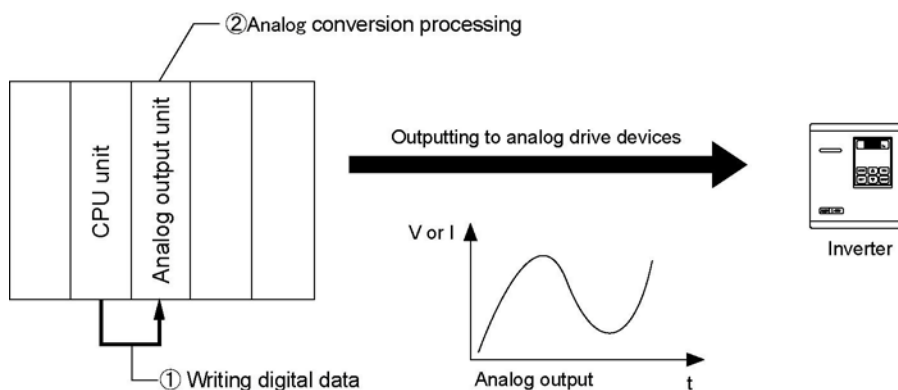 ②Analog conversion processing
CPU unit
Analog output unit
Outputting to analog drive devices
V or I
Inverter
① Writing digital data
Analog output
t